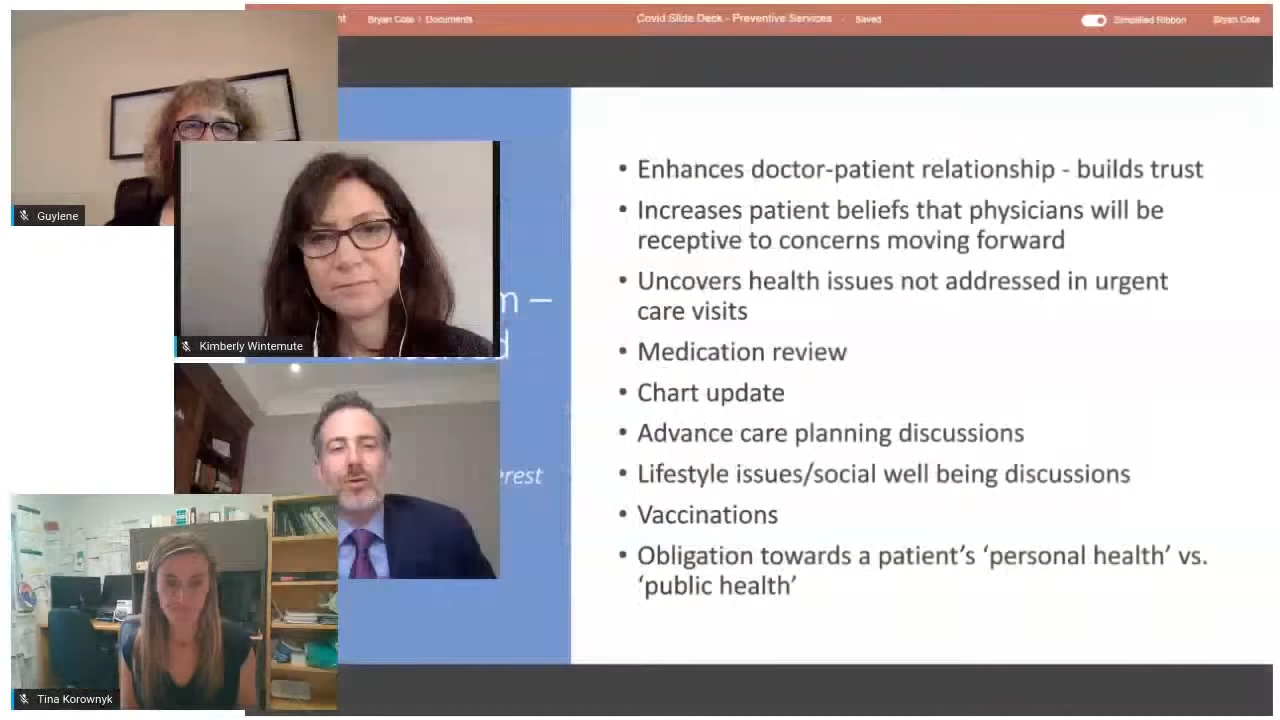 Bryan Cote
Documents
Covid Slide Deck - Preventive Services
Saved
Simplified Ribbon
Bryan Cote
Guylene
Kimberly Wintemute
Tina Korownyk
• Enhances doctor-patient relationship - builds trust
• Increases patient beliefs that physicians will be
receptive to concerns moving forward
• Uncovers health issues not addressed in urgent
care visits
• Medication review
• Chart update
• Advance care planning discussions
• Lifestyle issues/social well being discussions
• Vaccinations
• Obligation towards a patient's 'personal health' vs.
'public health'